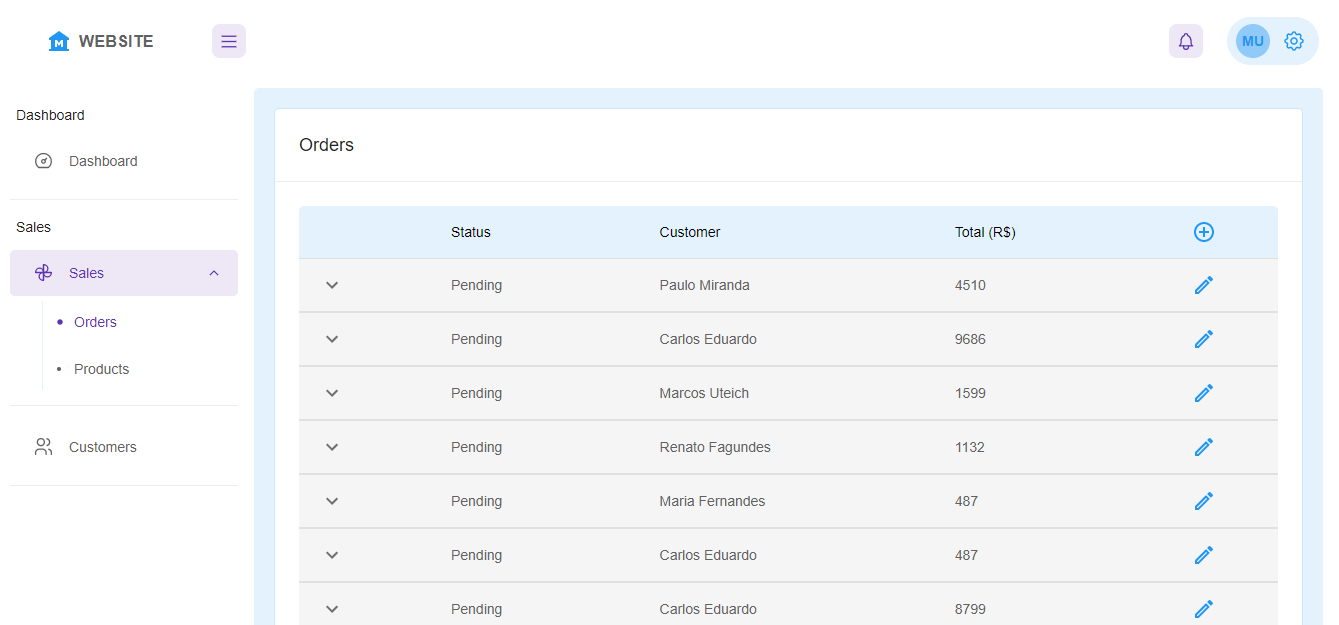 WEBSITE
MU
Dashboard
Dashboard
Sales
Sales
Orders
Products
Customers
Orders
Status Customer Total (R$)
Pending Paulo Miranda 4510
Pending Carlos Eduardo 9686
Pending Marcos Uteich 1599
Pending Renato Fagundes 1132
Pending Maria Fernandes 487
Pending Carlos Eduardo 487
Pending Carlos Eduardo 8799